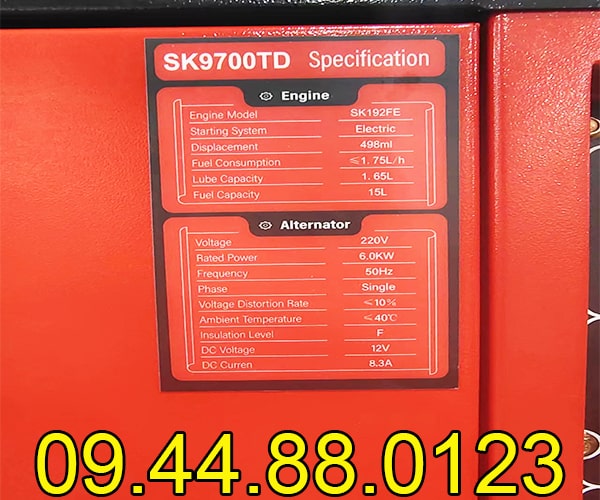 SK9700TD Specification
Engine
Engine Model SK192FE
Starting System Electric
Displacement 498ml
Fuel Consumption ≤1.75L/h
Lube Capacity 1.65L
Fuel Capacity 15L
Alternator
Voltage 220V
Rated Power 6.0KW
Frequency 50Hz
Phase Single
Voltage Distortion Rate ≤10%
Ambient Temperature ≤40℃
Insulation Level F
DC Voltage 12V
DC Curren 8.3A
09.44.88.0123